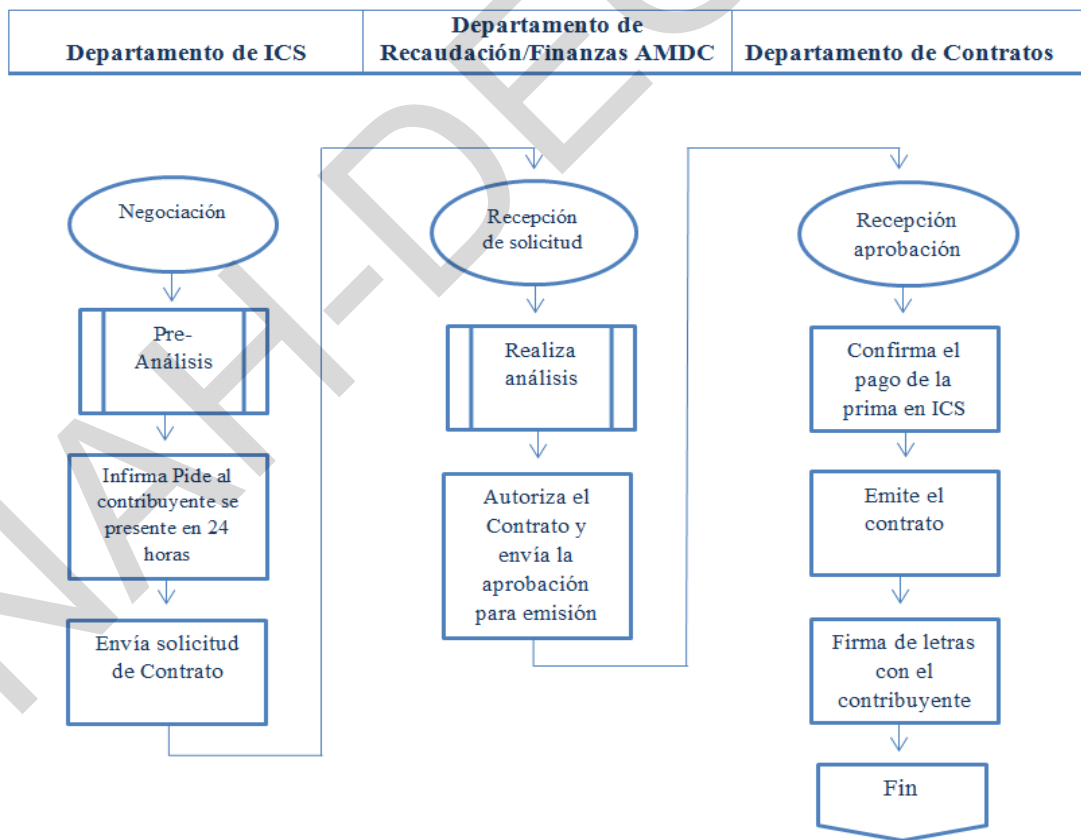 Departamento de ICS
Departamento de
Recaudación/Finanzas AMDC
Departamento de Contratos
Negociación
Pre-
Análisis
Infirma Pide al
contribuyente se
presente en 24
horas
Envía solicitud
de Contrato
Recepción
de solicitud
Realiza
análisis
Autoriza el
Contrato y
envía la
aprobación
para emisión
Recepción
aprobación
Confirma el
pago de la
prima en ICS
Emite el
contrato
Firma de letras
con el
contribuyente
Fin